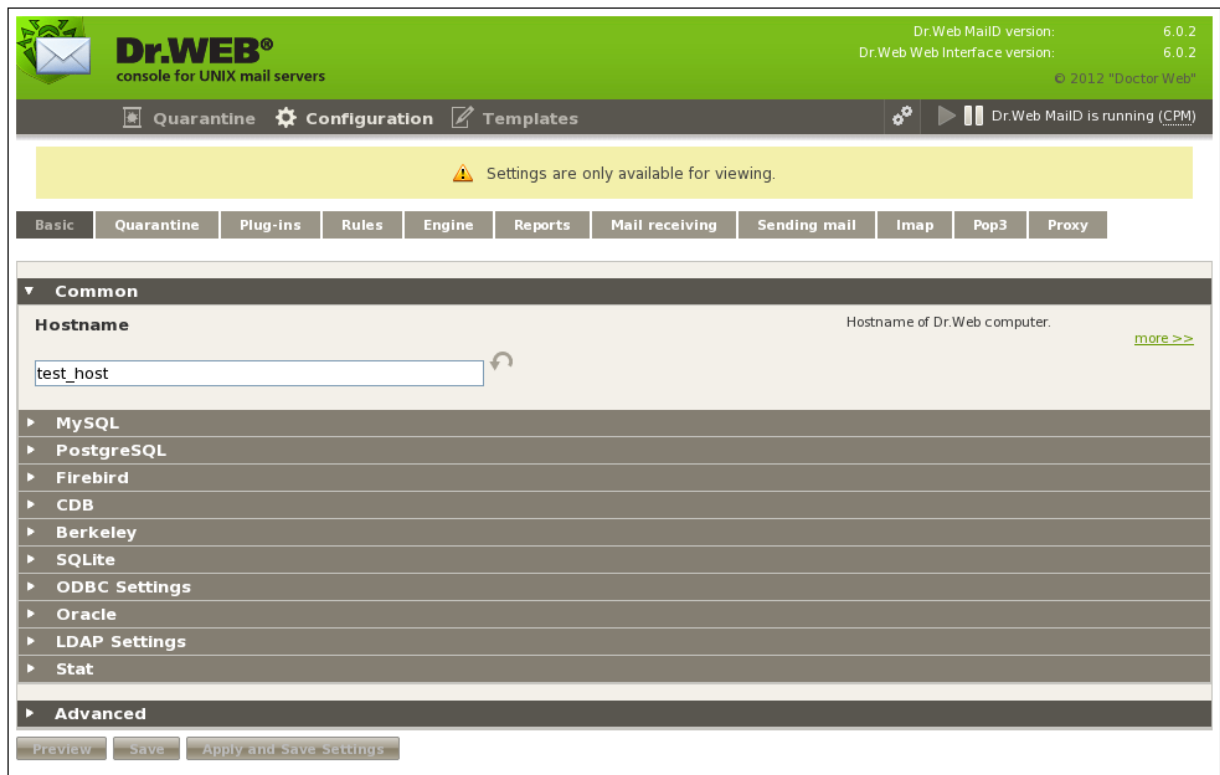 Dr.WEB®
console for UNIX mail servers
Dr.Web MailD version: 6.0.2
Dr.Web Web Interface version: 6.0.2
© 2012 "Doctor Web"
Quarantine Configuration Templates
Dr.Web MailD is running (CPM)
Settings are only available for viewing.
Basic Quarantine Plug-ins Rules Engine Reports Mail receiving Sending mail Imap Pop3 Proxy
Common
Hostname
Hostname of Dr.Web computer.
more >>
test_host
MySQL
PostgreSQL
Firebird
CDB
Berkeley
SQLite
ODBC Settings
Oracle
LDAP Settings
Stat
Advanced
Preview Save Apply and Save Settings